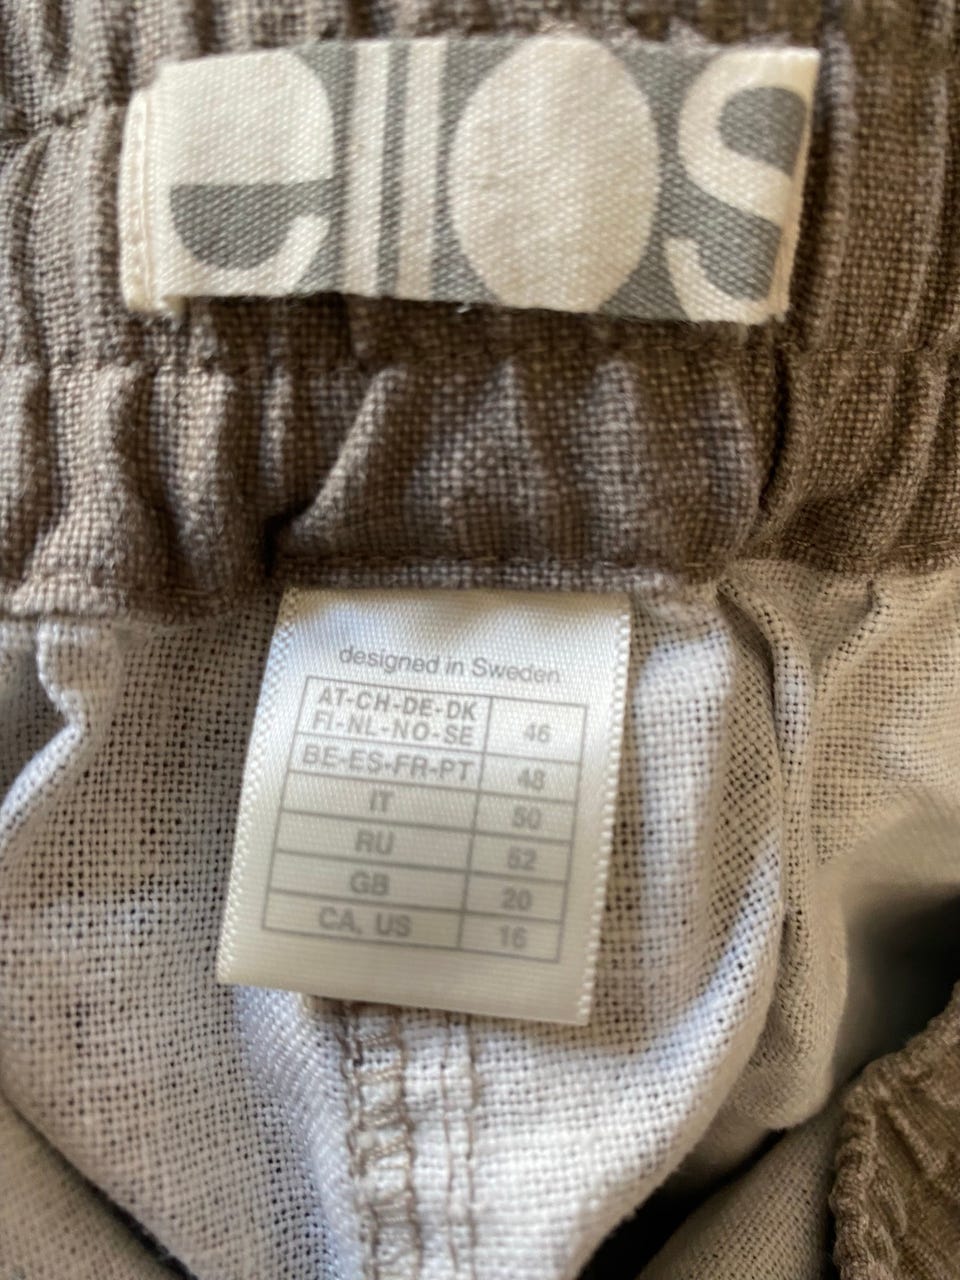 ellos
designed in Sweden
AT-CH-DE-DK
FI-NL-NO-SE 46
BE-ES-FR-PT 48
IT 50
RU 52
GB 20
CA, US 16